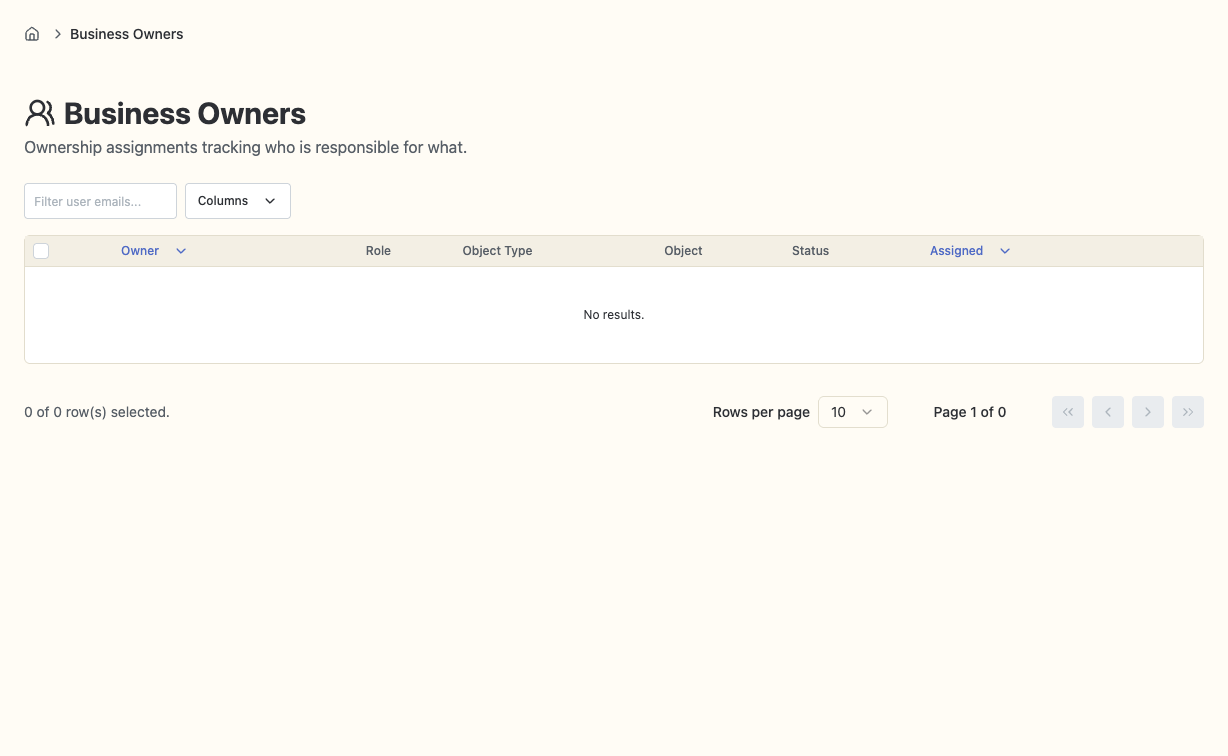 Business Owners
Business Owners
Ownership assignments tracking who is responsible for what.
Filter user emails... Columns
Owner Role Object Type Object Status Assigned
No results.
0 of 0 row(s) selected. Rows per page 10 Page 1 of 0